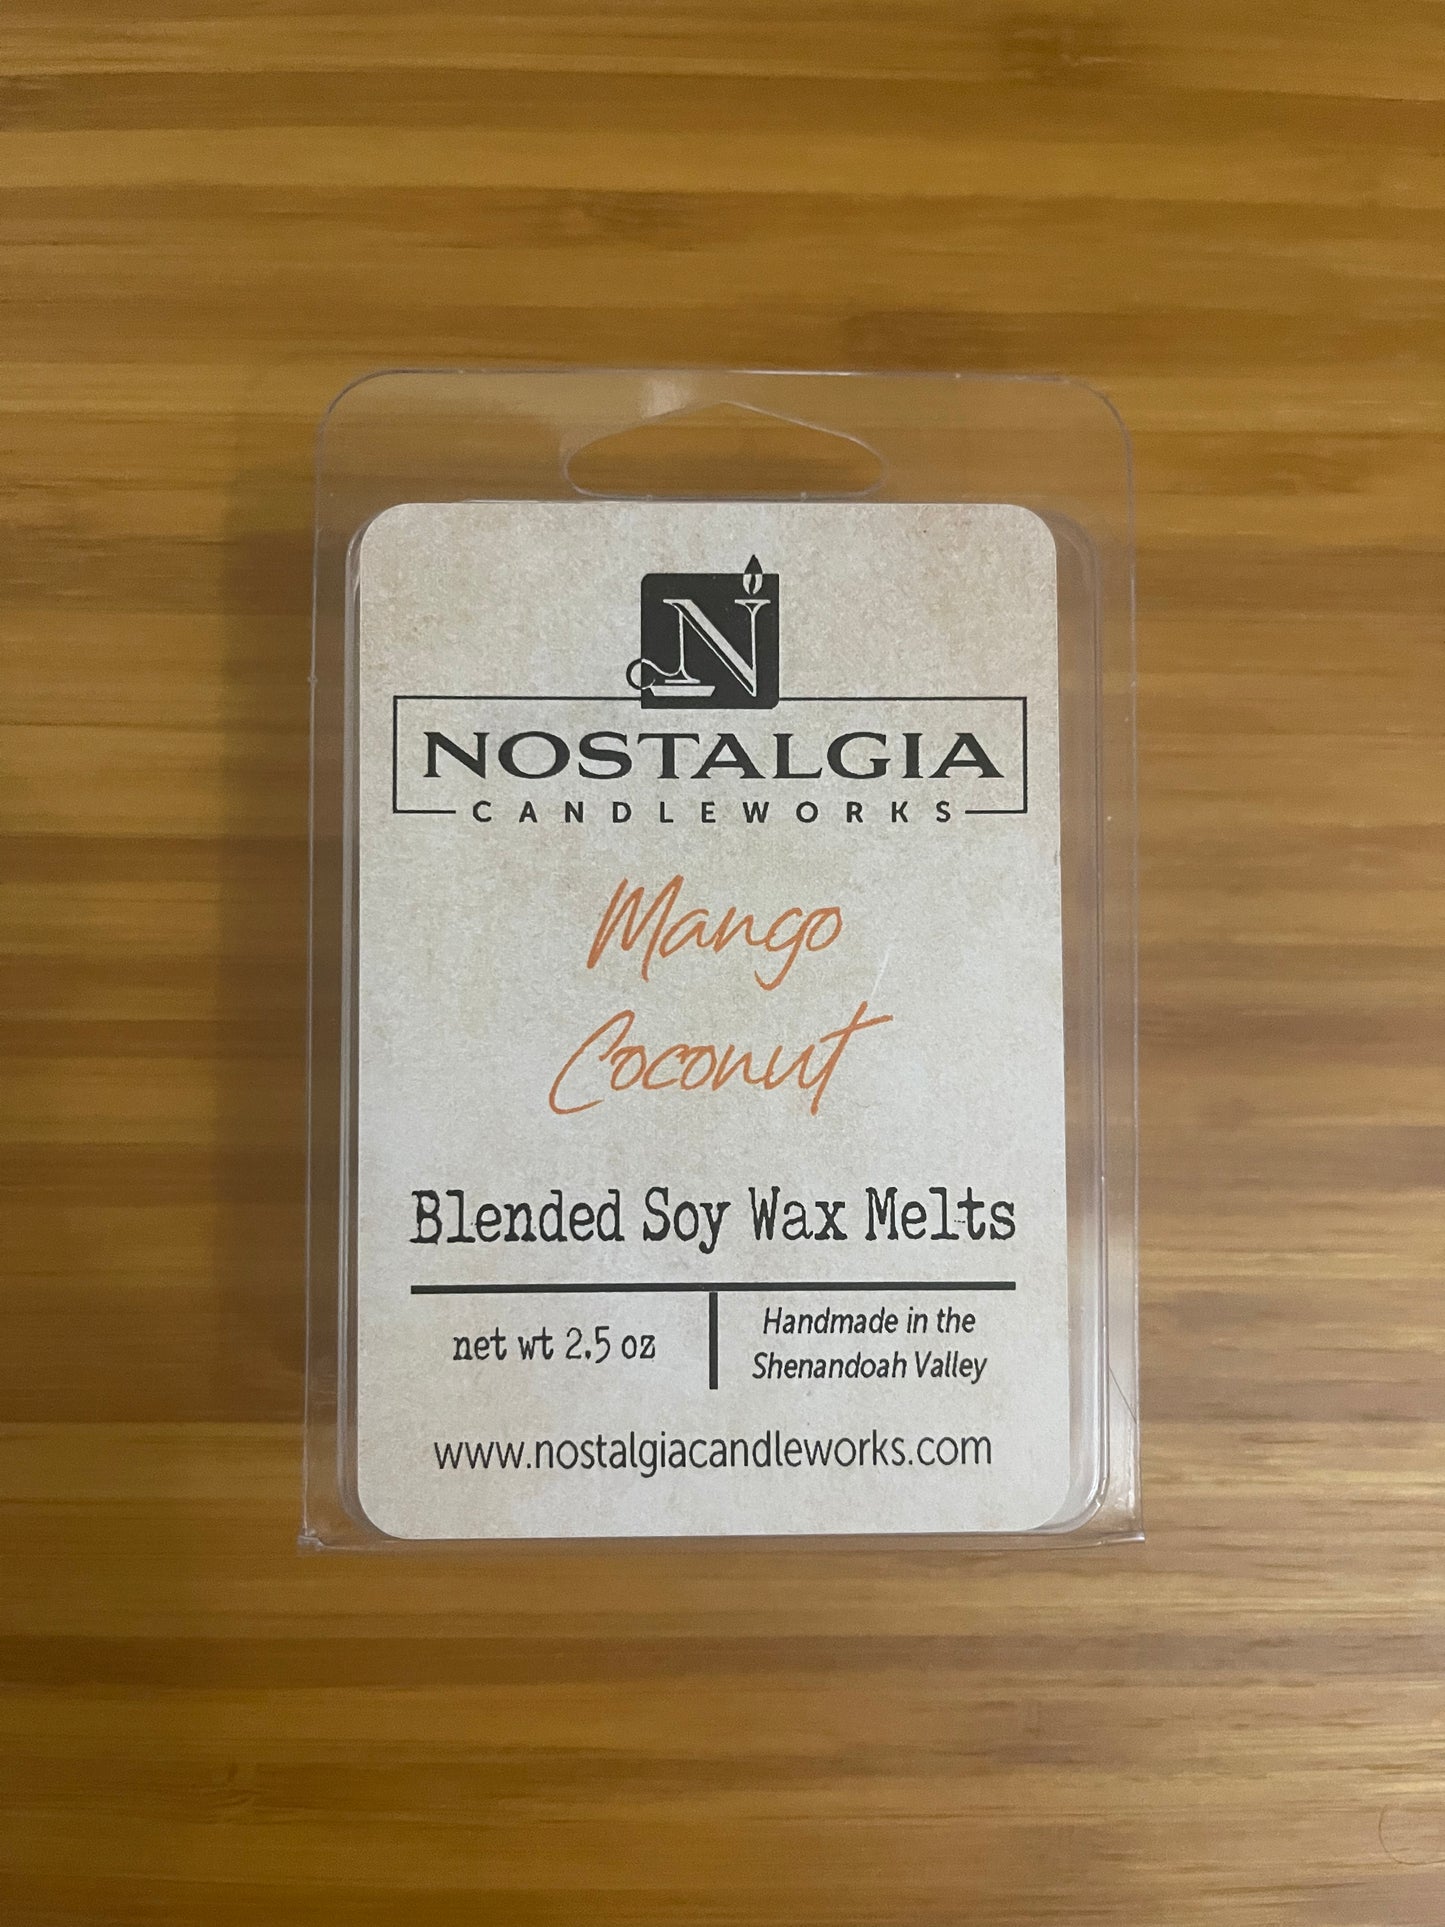 N
NOSTALGIA
CANDLEWORKS
Mango
Coconut
Blended Soy Wax Melts
net wt 2.5 oz
Handmade in the
Shenandoah Valley
www.nostalgiacandleworks.com